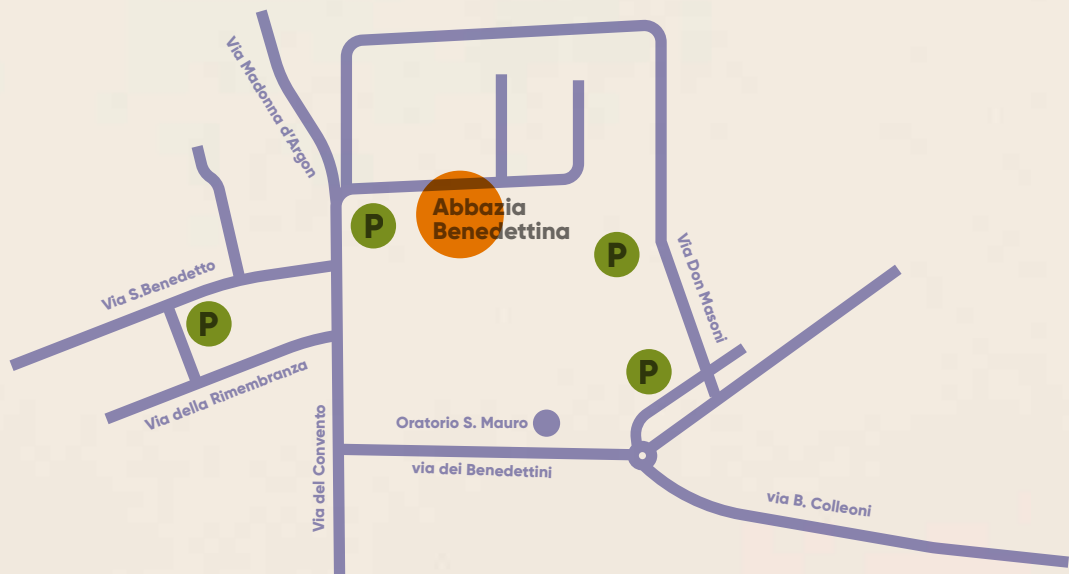 Via Madonna d'Argon
Abbazia
Benedettina
P
P
Via Don Masoni
Via S.Benedetto
P
P
Via della Rimembranza
Oratorio S. Mauro
Via del Convento
via dei Benedettini
via B. Colleoni